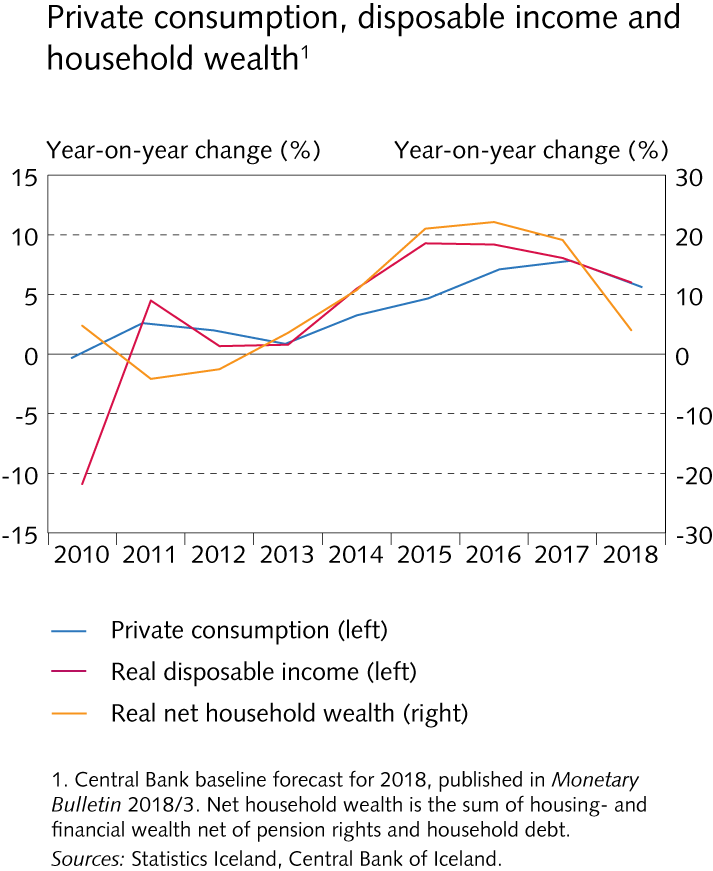 Private consumption, disposable income and
household wealth¹
Year-on-year change (%) Year-on-year change (%)
15 30
10 20
5 10
0 0
-5 -10
-10 -20
-15 -30
2010 2011 2012 2013 2014 2015 2016 2017 2018
Private consumption (left)
Real disposable income (left)
Real net household wealth (right)
1. Central Bank baseline forecast for 2018, published in Monetary
Bulletin 2018/3. Net household wealth is the sum of housing- and
financial wealth net of pension rights and household debt.
Sources: Statistics Iceland, Central Bank of Iceland.